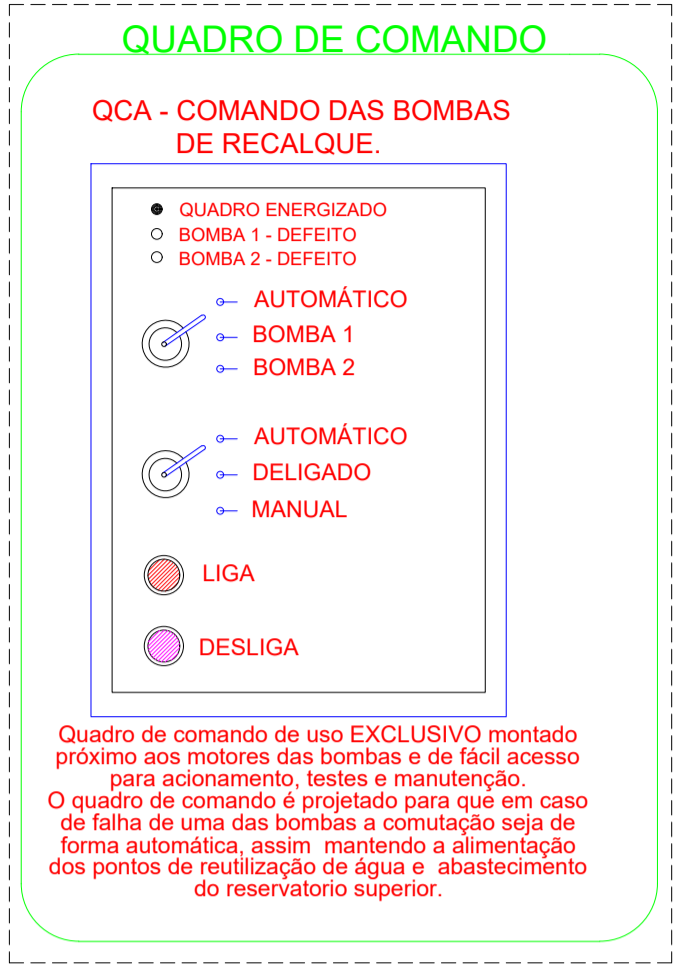 QUADRO DE COMANDO
QCA - COMANDO DAS BOMBAS
DE RECALQUE.
QUADRO ENERGIZADO
BOMBA 1 - DEFEITO
BOMBA 2 - DEFEITO
AUTOMÁTICO
BOMBA 1
BOMBA 2
AUTOMÁTICO
DELIGADO
MANUAL
LIGA
DESLIGA
Quadro de comando de uso EXCLUSIVO montado
próximo aos motores das bombas e de fácil acesso
para acionamento, testes e manutenção.
O quadro de comando é projetado para que em caso
de falha de uma das bombas a comutação seja de
forma automática, assim  mantendo a alimentação
dos pontos de reutilização de água e  abastecimento
do reservatorio superior.